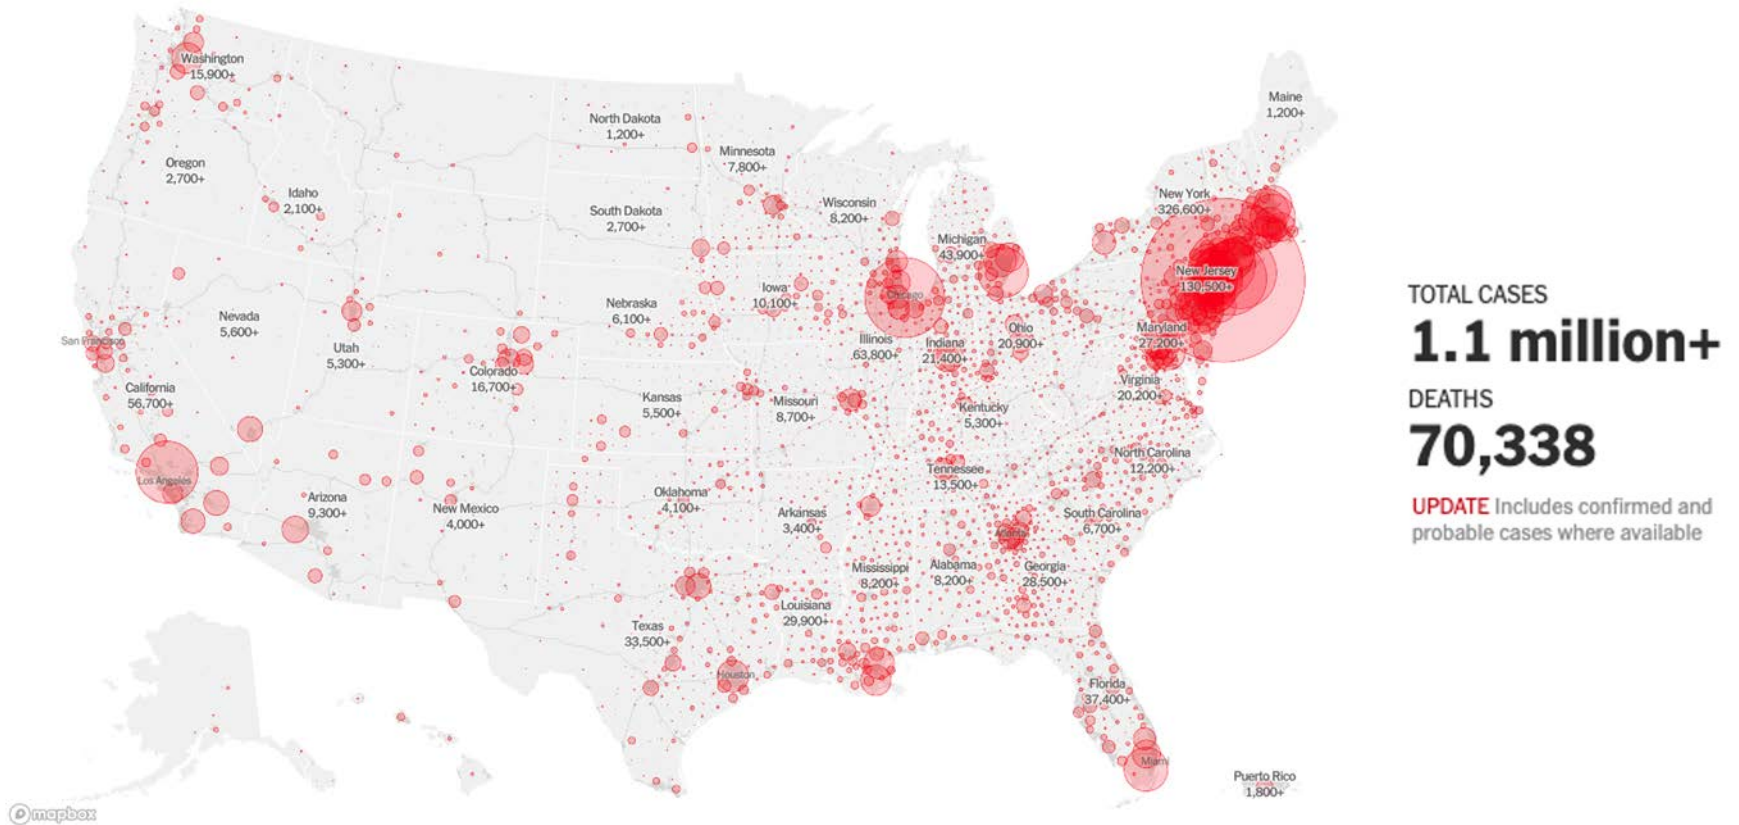 Washington
15,900+
Maine
1,200+
North Dakota
1,200+
Minnesota
7,800+
Oregon
2,700+
Idaho
2,100+
South Dakota
2,700+
Wisconsin
8,200+
New York
326,600+
Michigan
43,900+
New Jersey
130,500+
Chicago
Iowa
10,100+
Nebraska
6,100+
Nevada
5,600+
San Francisco
Utah
5,300+
Colorado
16,700+
Illinois
63,800+
Indiana
21,400+
Ohio
20,900+
Maryland
27,200+
California
56,700+
Kansas
5,500+
Missouri
8,700+
Kentucky
5,300+
Virginia
20,200+
Los Angeles
Arizona
9,300+
New Mexico
4,000+
Oklahoma
4,100+
Arkansas
3,400+
Tennessee
13,500+
North Carolina
12,200+
South Carolina
6,700+
Atlanta
Mississippi
8,200+
Alabama
8,200+
Georgia
28,500+
Texas
33,500+
Louisiana
29,900+
Houston
Florida
37,400+
Miami
Puerto Rico
1,800+
mapbox
TOTAL CASES
1.1 million+
DEATHS
70,338
UPDATE Includes confirmed and
probable cases where available